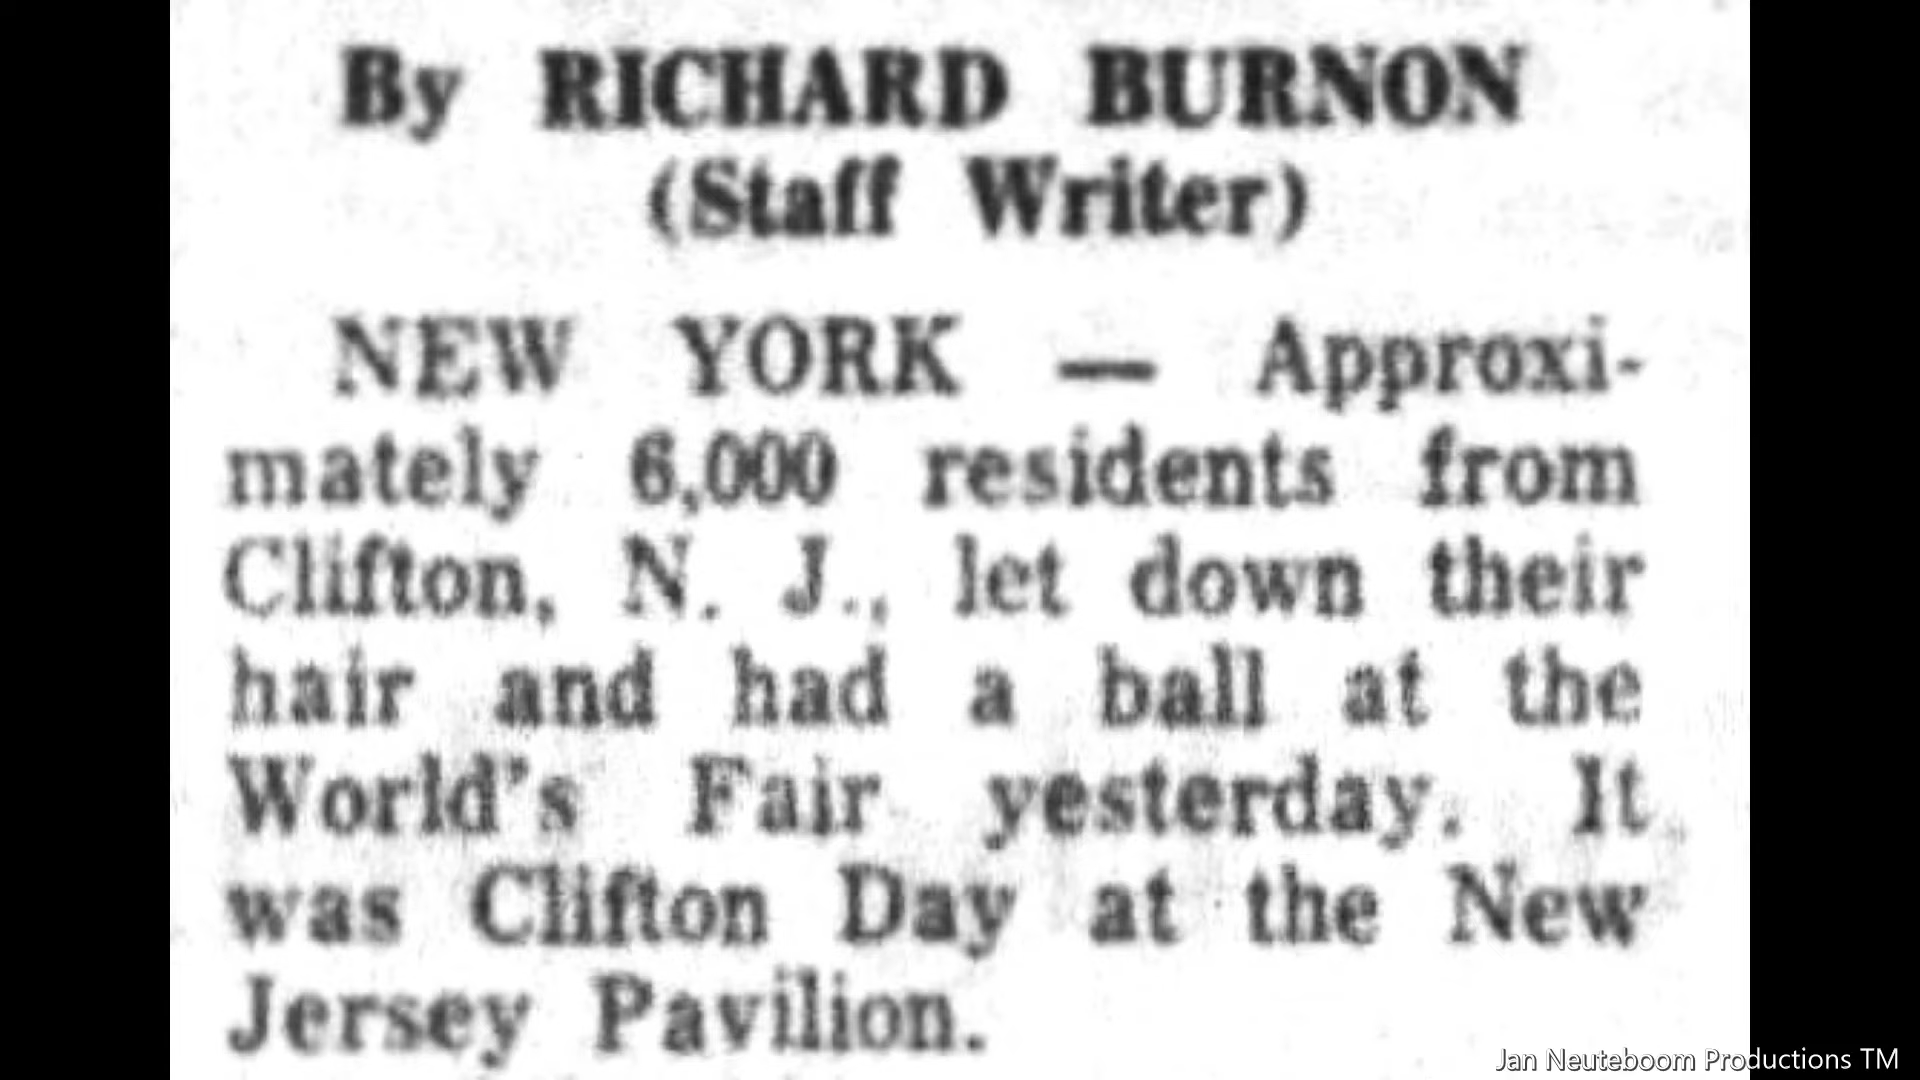 By RICHARD BURNON
(Staff Writer)
NEW YORK — Approxi-
mately 6,000 residents from
Clifton, N. J., let down their
hair and had a ball at the
World's Fair yesterday. It
was Clifton Day at the New
Jersey Pavilion.
Jan Neuteboom Productions TM